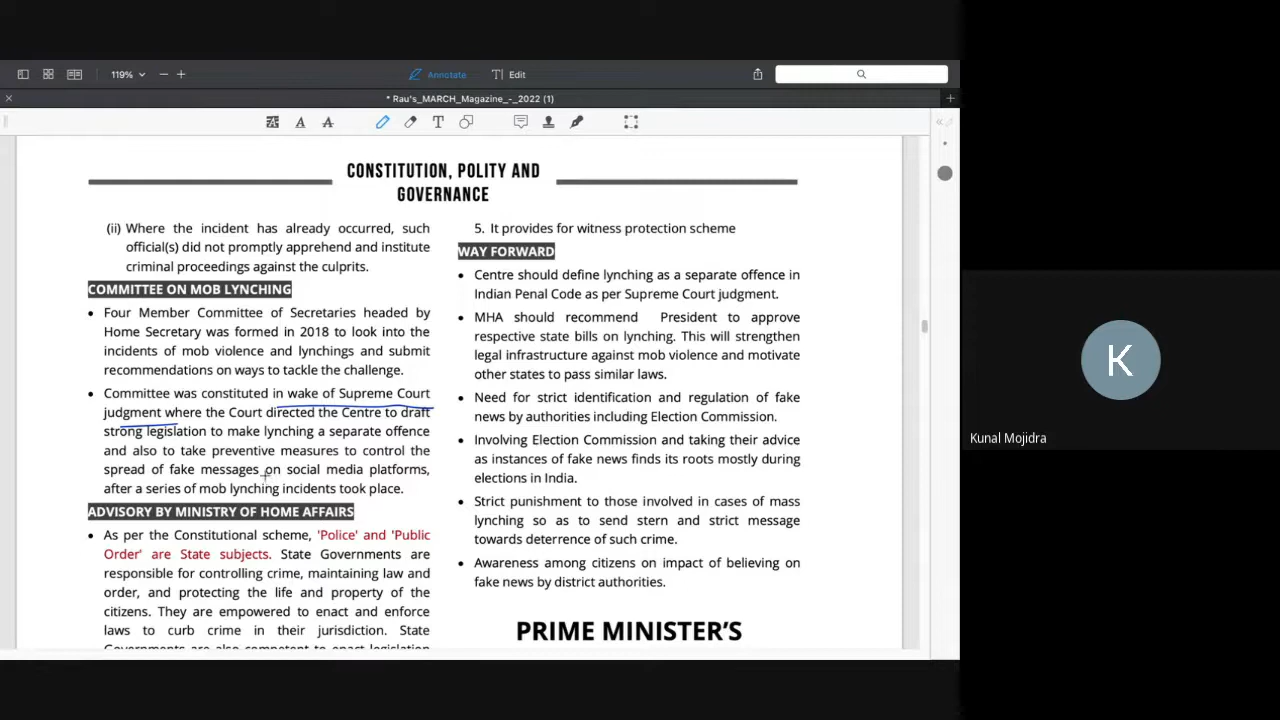 119%
Annotate
Edit
* Rau's_MARCH_Magazine_-_2022 (1)
CONSTITUTION, POLITY AND
GOVERNANCE
(ii) Where the incident has already occurred, such
official(s) did not promptly apprehend and institute
criminal proceedings against the culprits.
COMMITTEE ON MOB LYNCHING
• Four Member Committee of Secretaries headed by
Home Secretary was formed in 2018 to look into the
incidents of mob violence and lynchings and submit
recommendations on ways to tackle the challenge.
• Committee was constituted in wake of Supreme Court
judgment where the Court directed the Centre to draft
strong legislation to make lynching a separate offence
and also to take preventive measures to control the
spread of fake messages on social media platforms,
after a series of mob lynching incidents took place.
ADVISORY BY MINISTRY OF HOME AFFAIRS
• As per the Constitutional scheme, 'Police' and 'Public
Order' are State subjects. State Governments are
responsible for controlling crime, maintaining law and
order, and protecting the life and property of the
citizens. They are empowered to enact and enforce
laws to curb crime in their jurisdiction. State
Governments are also competent to enact legislation
5. It provides for witness protection scheme
WAY FORWARD
• Centre should define lynching as a separate offence in
Indian Penal Code as per Supreme Court judgment.
• MHA should recommend President to approve
respective state bills on lynching. This will strengthen
legal infrastructure against mob violence and motivate
other states to pass similar laws.
• Need for strict identification and regulation of fake
news by authorities including Election Commission.
• Involving Election Commission and taking their advice
as instances of fake news finds its roots mostly during
elections in India.
• Strict punishment to those involved in cases of mass
lynching so as to send stern and strict message
towards deterrence of such crime.
• Awareness among citizens on impact of believing on
fake news by district authorities.
PRIME MINISTER'S
K
Kunal Mojidra